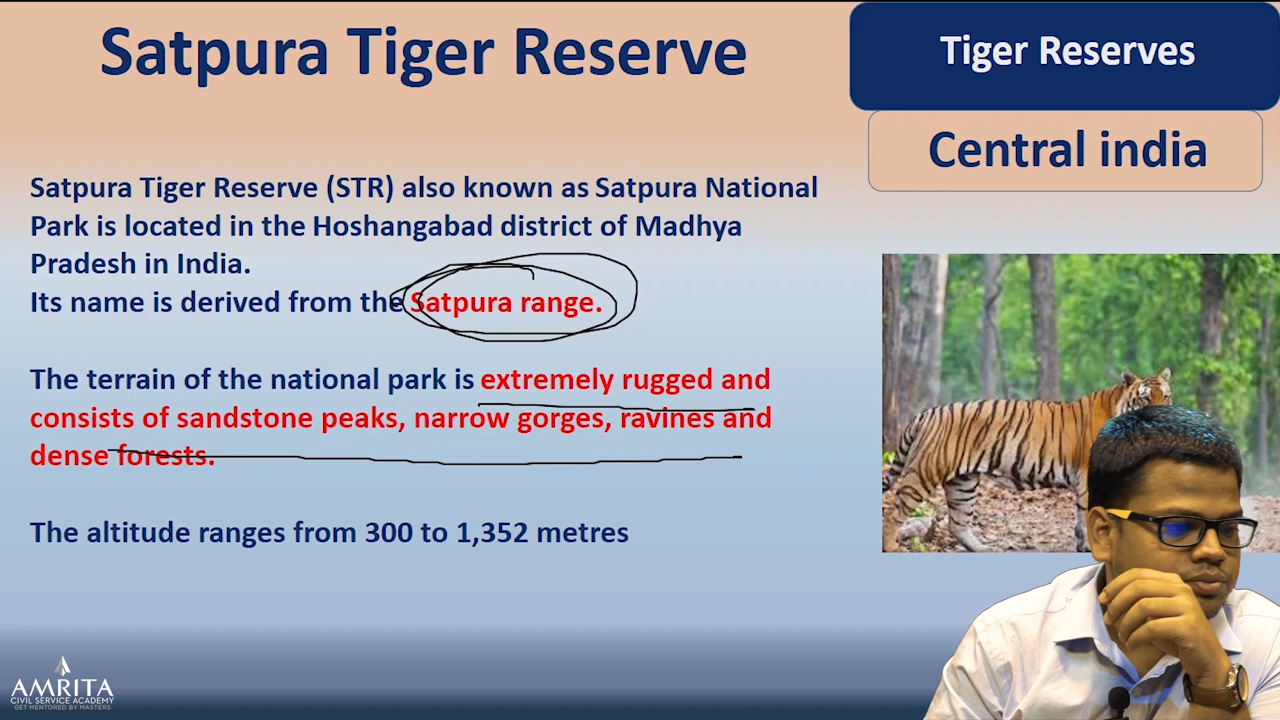 Satpura Tiger Reserve
Tiger Reserves
Central india
Satpura Tiger Reserve (STR) also known as Satpura National
Park is located in the Hoshangabad district of Madhya
Pradesh in India.
Its name is derived from the Satpura range.
The terrain of the national park is extremely rugged and
consists of sandstone peaks, narrow gorges, ravines and
dense forests.
The altitude ranges from 300 to 1,352 metres
AMRITA
CIVIL SERVICE ACADEMY
GET MENTORED BY MASTERS